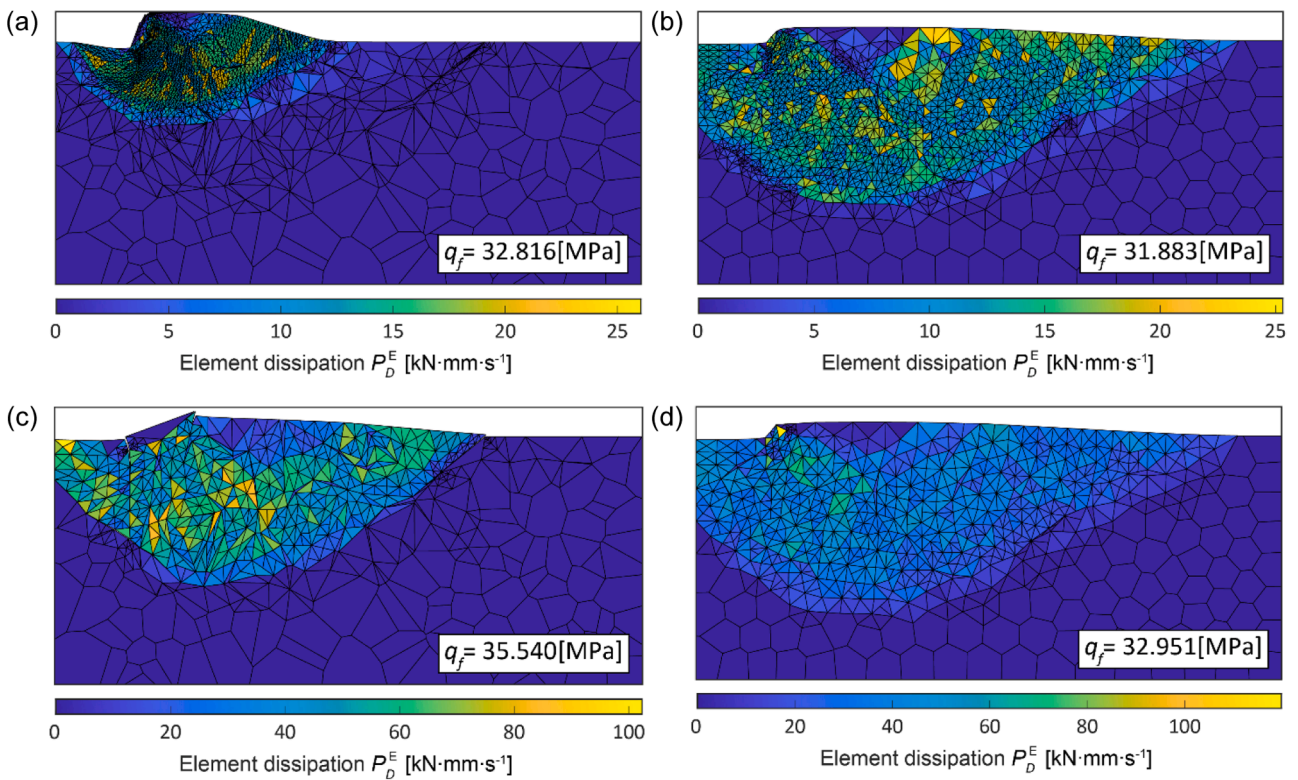 (a)
q_f = 32.816[MPa]
0 5 10 15 20 25
Element dissipation P_D^E [kN·mm·s⁻¹]
(b)
q_f = 31.883[MPa]
0 5 10 15 20 25
Element dissipation P_D^E [kN·mm·s⁻¹]
(c)
q_f = 35.540[MPa]
0 20 40 60 80 100
Element dissipation P_D^E [kN·mm·s⁻¹]
(d)
q_f = 32.951[MPa]
0 20 40 60 80 100
Element dissipation P_D^E [kN·mm·s⁻¹]